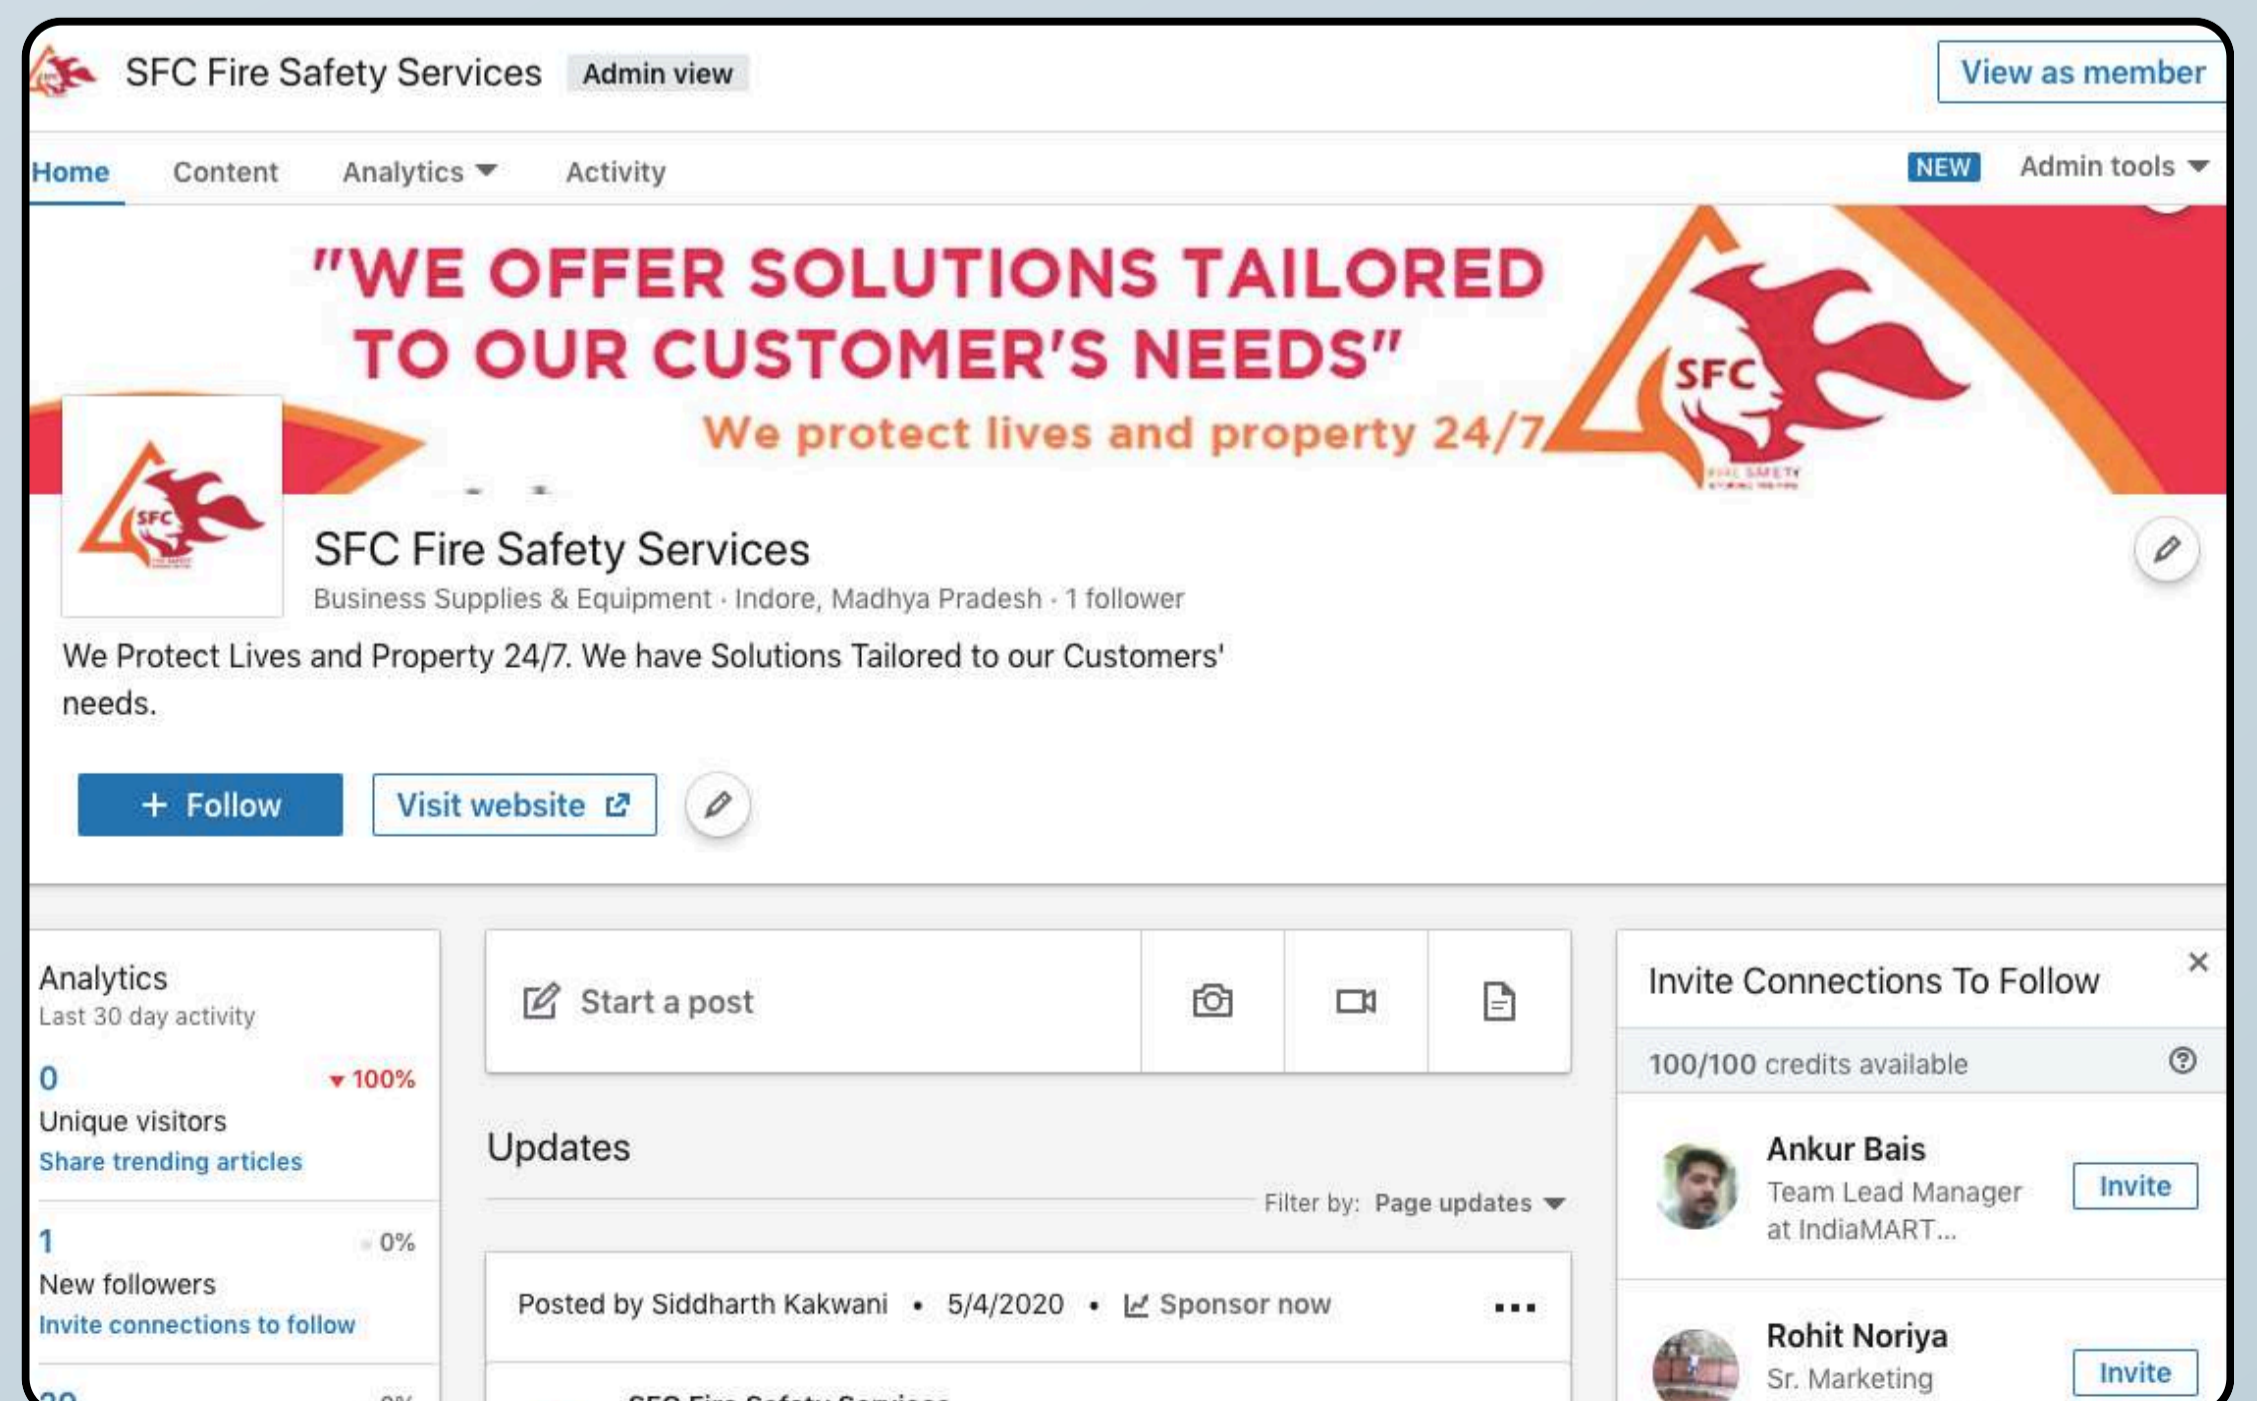 SFC Fire Safety Services Admin view View as member
Home Content Analytics Activity NEW Admin tools
"WE OFFER SOLUTIONS TAILORED
TO OUR CUSTOMER'S NEEDS"
We protect lives and property 24/7
SFC
FIRE SAFETY
SFC
SFC Fire Safety Services
Business Supplies & Equipment · Indore, Madhya Pradesh · 1 follower
We Protect Lives and Property 24/7. We have Solutions Tailored to our Customers'
needs.
+ Follow Visit website
Analytics
Last 30 day activity
0 ▼100%
Unique visitors
Share trending articles
1 0%
New followers
Invite connections to follow
Start a post
Updates
Filter by: Page updates
Posted by Siddharth Kakwani • 5/4/2020 • Sponsor now
SFC Fire Safety Services
Invite Connections To Follow
100/100 credits available
Ankur Bais
Team Lead Manager
at IndiaMART...
Invite
Rohit Noriya
Sr. Marketing
Invite